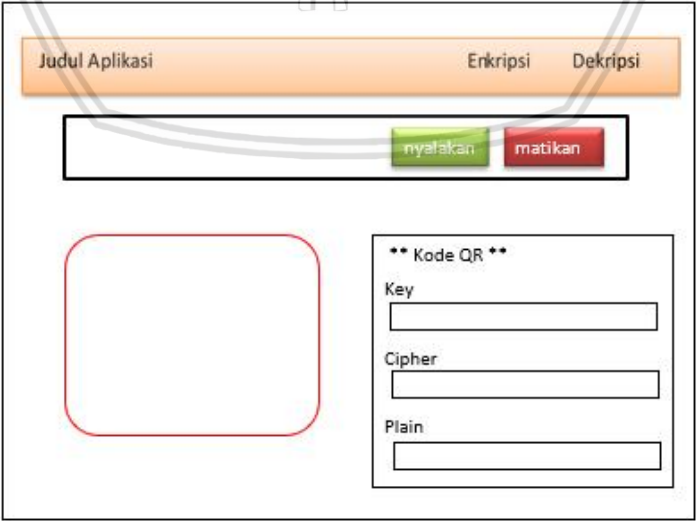 Judul Aplikasi Enkripsi Dekripsi
nyalakan matikan
** Kode QR **
Key
Cipher
Plain